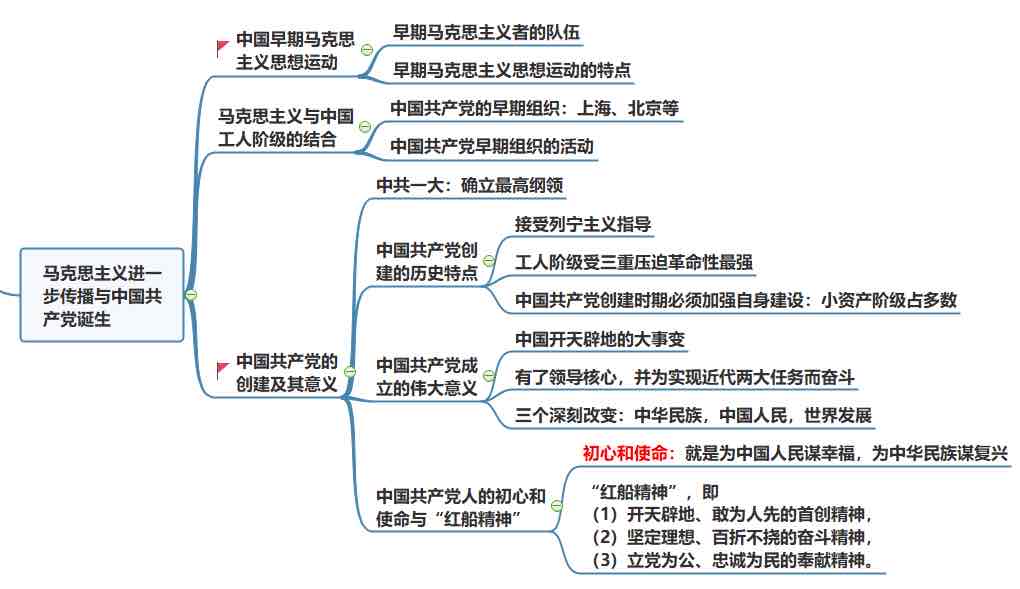 马克思主义进一
步传播与中国共
产党诞生
中国早期马克思
主义思想运动
早期马克思主义者的队伍
早期马克思主义思想运动的特点
马克思主义与中国
工人阶级的结合
中国共产党的早期组织：上海、北京等
中国共产党早期组织的活动
中国共产党的
创建及其意义
中共一大：确立最高纲领
中国共产党创
建的历史特点
接受列宁主义指导
工人阶级受三重压迫革命性最强
中国共产党创建时期必须加强自身建设：小资产阶级占多数
中国共产党成
立的伟大意义
中国开天辟地的大事变
有了领导核心，并为实现近代两大任务而奋斗
三个深刻改变：中华民族，中国人民，世界发展
中国共产党人的初心和
使命与“红船精神”
初心和使命：就是为中国人民谋幸福，为中华民族谋复兴
“红船精神”，即
（1）开天辟地、敢为人先的首创精神，
（2）坚定理想、百折不挠的奋斗精神，
（3）立党为公、忠诚为民的奉献精神。